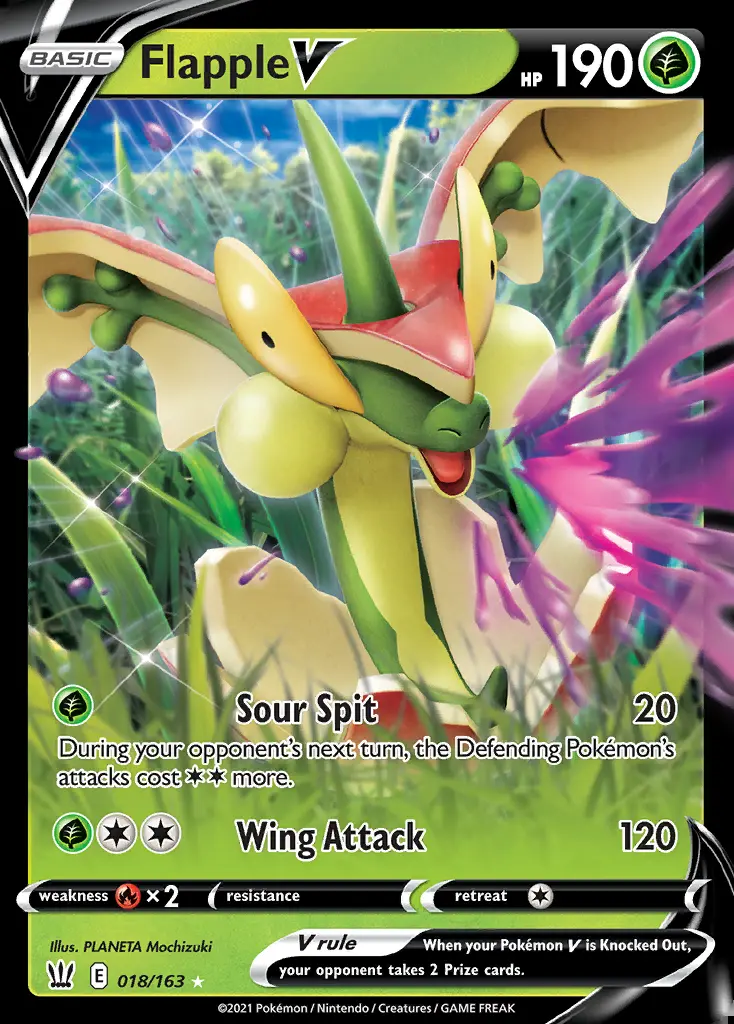 BASIC Flapple V HP 190
Sour Spit 20
During your opponent's next turn, the Defending Pokémon's
attacks cost more.
Wing Attack 120
weakness ×2 resistance retreat
Illus. PLANETA Mochizuki
V rule When your Pokémon V is Knocked Out,
your opponent takes 2 Prize cards.
E 018/163
©2021 Pokémon / Nintendo / Creatures / GAME FREAK